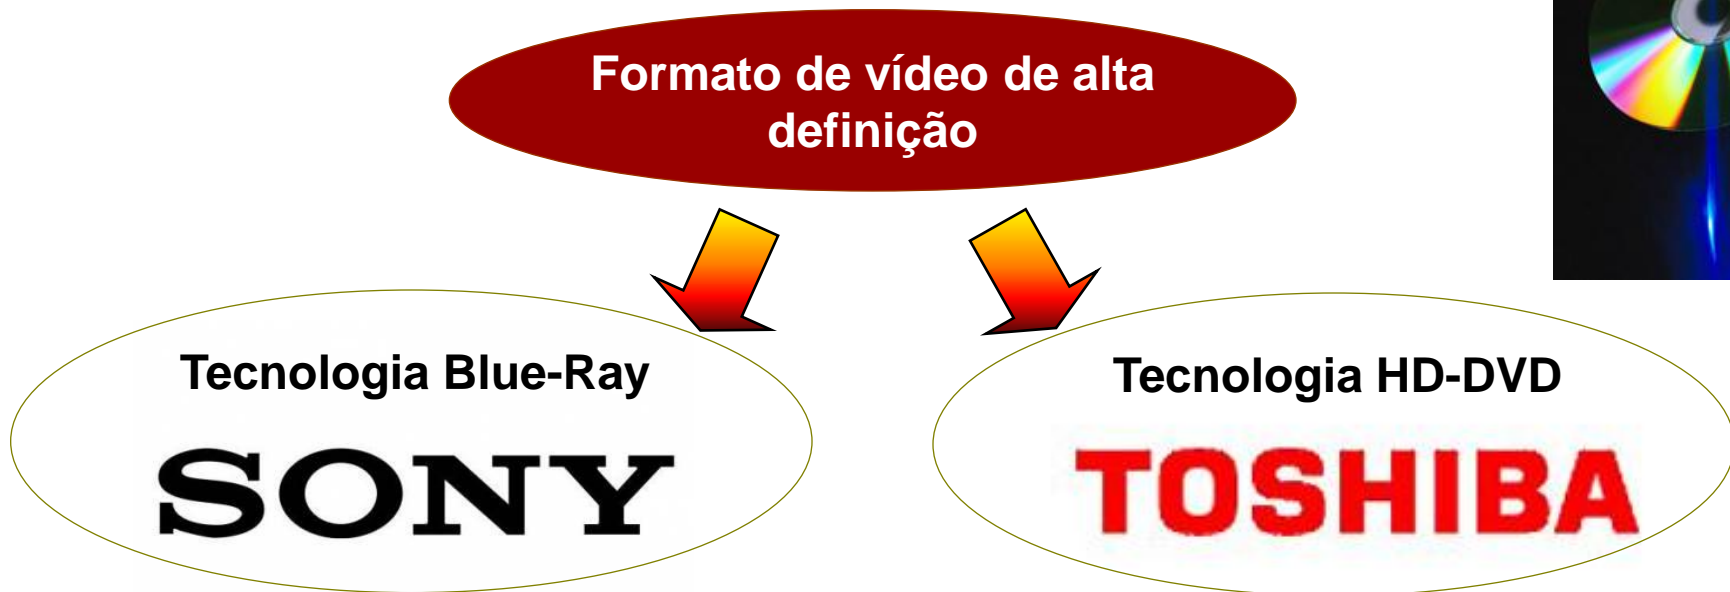 Formato de vídeo de alta
definição
Tecnologia Blue-Ray
SONY
Tecnologia HD-DVD
TOSHIBA